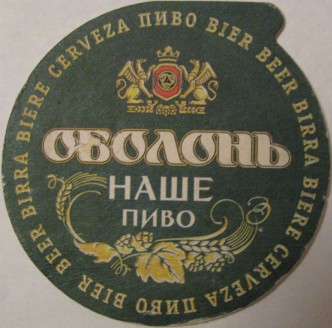 BEER BIRRA BIERE CERVEZA ПИВО BIER BEER BIRRA BIERE CERVEZA ПИВО BIER
ОБОЛОНЬ
НАШЕ
ПИВО